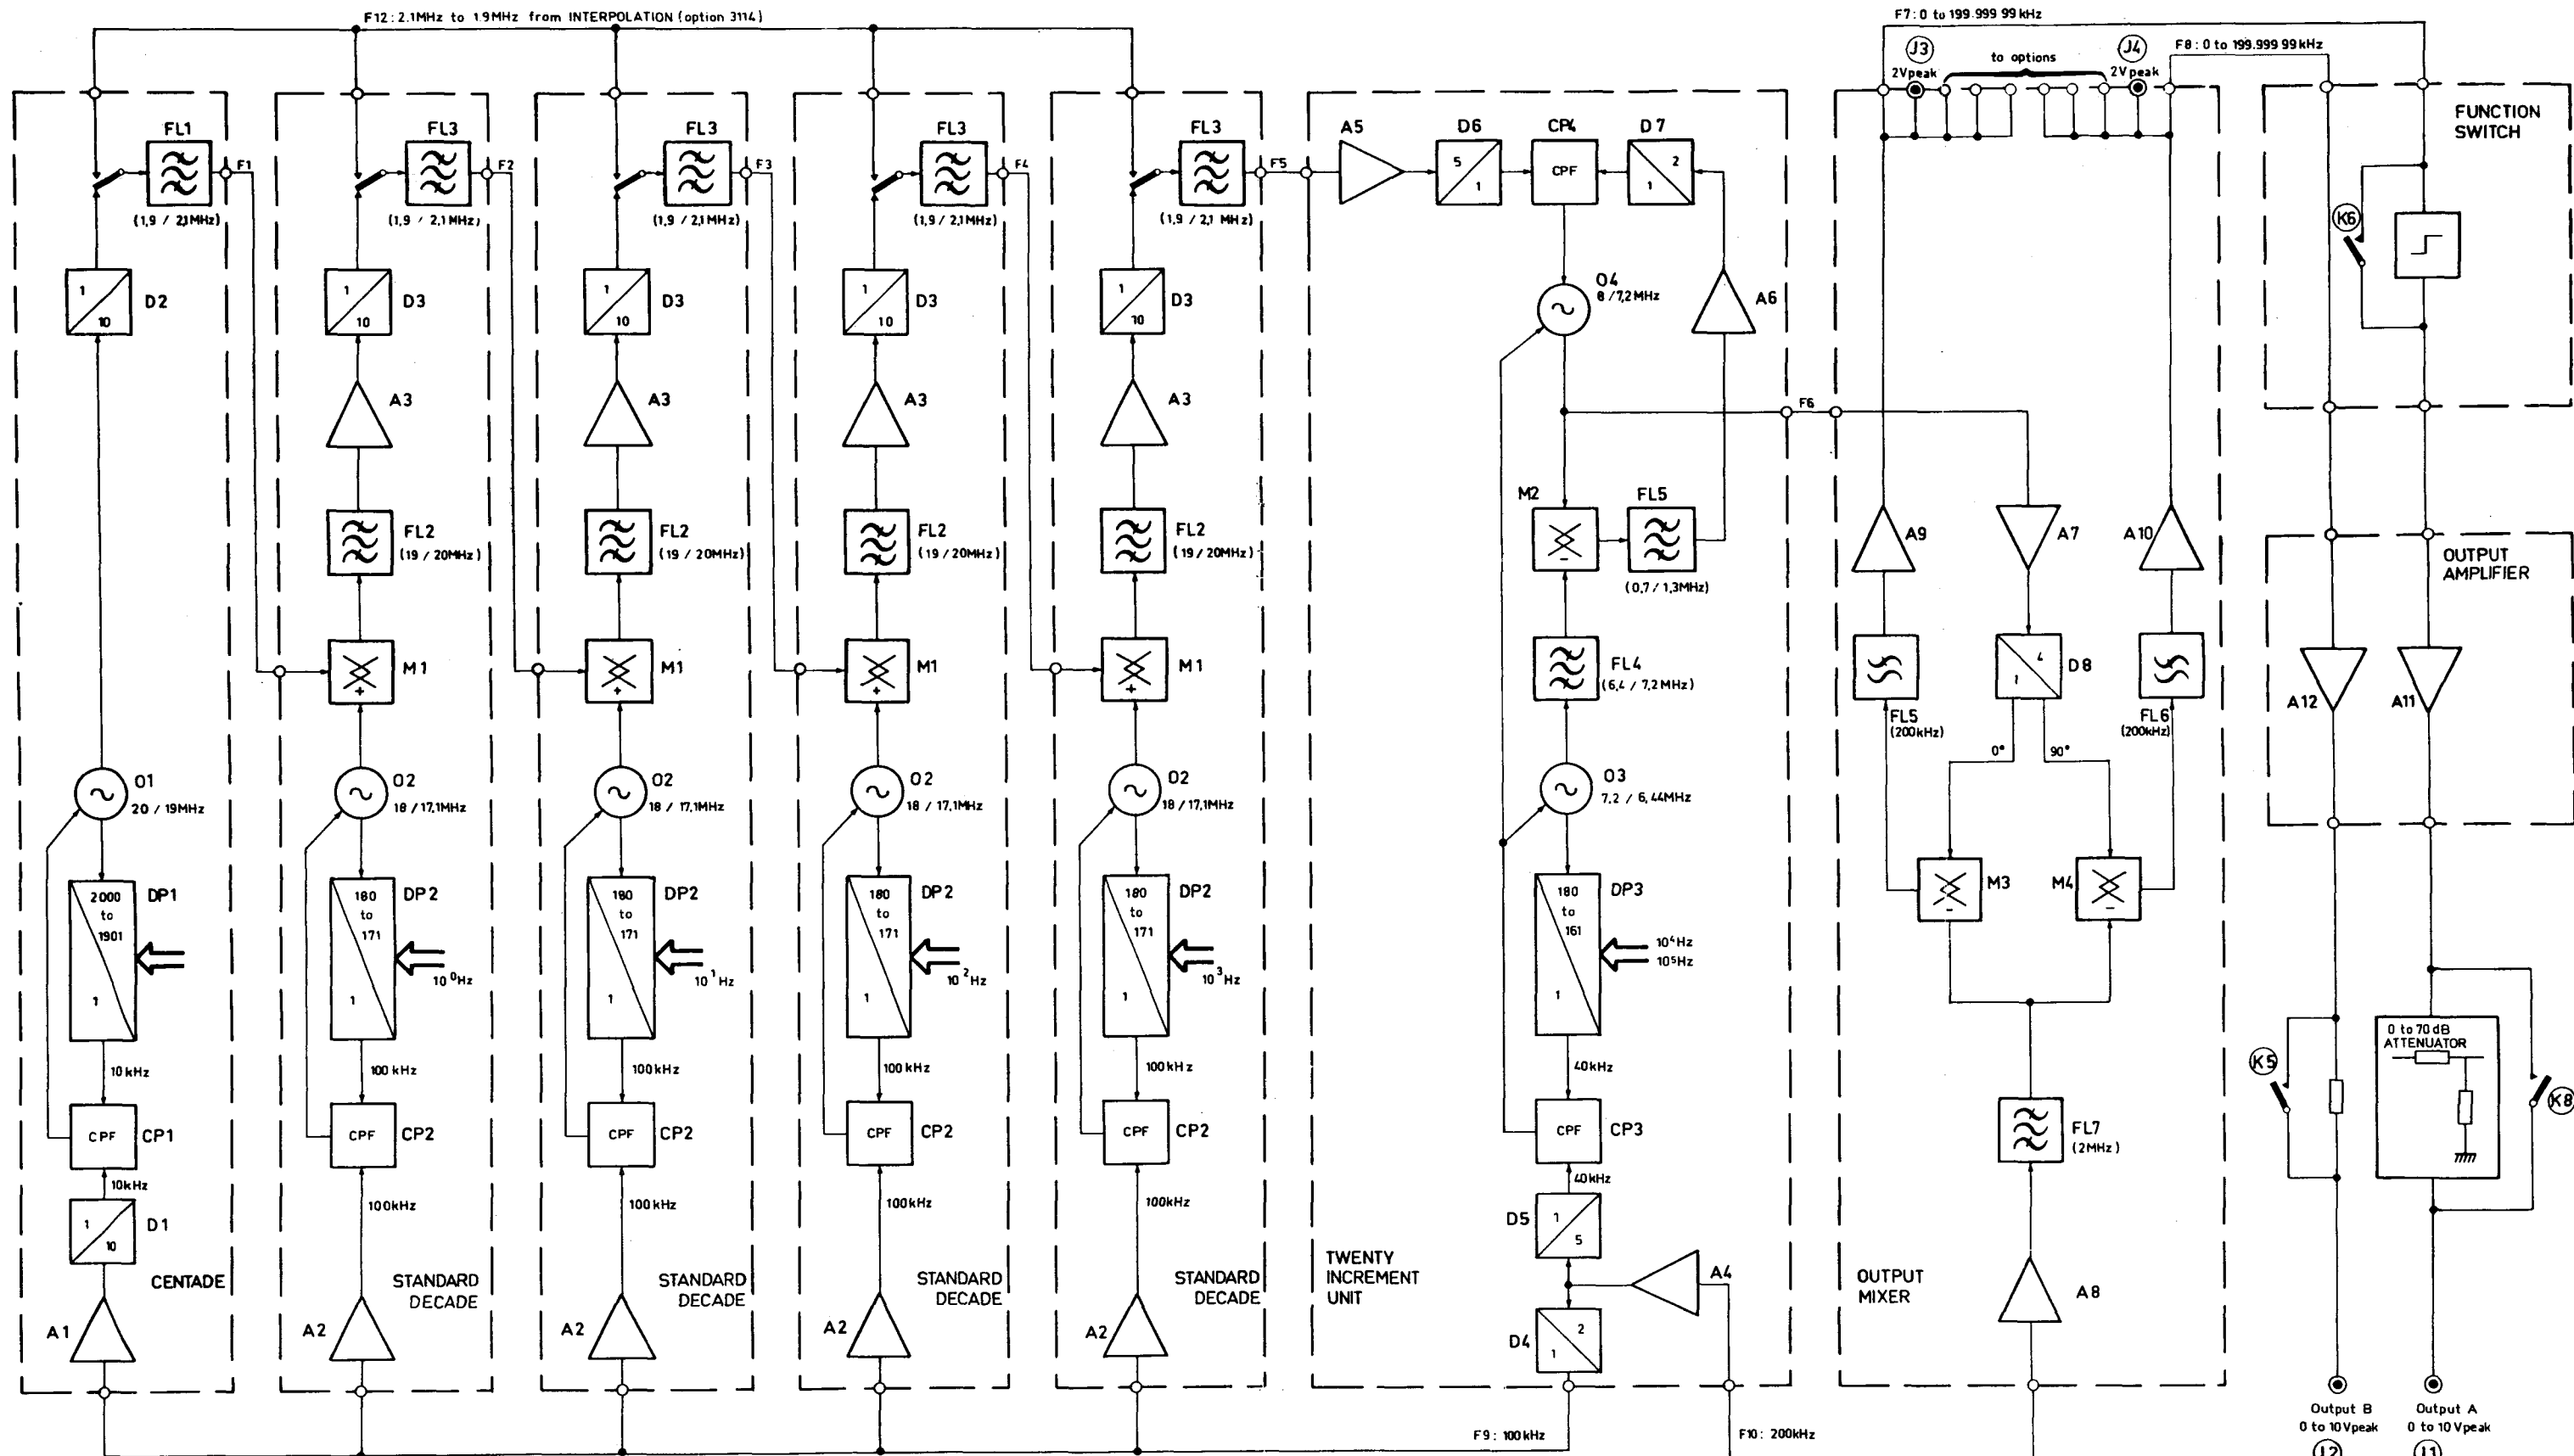 F12: 2.1MHz to 1.9MHz from INTERPOLATION (option 3114)
F7: 0 to 199.999 99 kHz
J3
2Vpeak
to options
J4
2Vpeak
F8: 0 to 199.999 99kHz
FL1
(1,9 / 2,1MHz)
F1
1
10
D2
O1
20 / 19MHz
2000
to
1901
1
DP1
10kHz
CPF
CP1
10kHz
1
10
D1
CENTADE
A1
FL3
(1,9 / 2,1MHz)
F2
1
10
D3
A3
FL2
(19 / 20MHz)
M1
+
O2
18 / 17,1MHz
180
to
171
1
DP2
10⁰Hz
100 kHz
CPF
CP2
100kHz
STANDARD
DECADE
A2
FL3
(1,9 / 2,1MHz)
F3
1
10
D3
A3
FL2
(19 / 20MHz)
M1
+
O2
18 / 17,1MHz
180
to
171
1
DP2
10¹Hz
100kHz
CPF
CP2
100kHz
STANDARD
DECADE
A2
FL3
(1,9 / 2,1MHz)
F4
1
10
D3
A3
FL2
(19 / 20MHz)
M1
+
O2
18 / 17,1MHz
180
to
171
1
DP2
10²Hz
100kHz
CPF
CP2
100kHz
STANDARD
DECADE
A2
FL3
(1,9 / 2,1 MHz)
F5
1
10
D3
A3
FL2
(19 / 20MHz)
M1
+
O2
18 / 17,1MHz
180
to
171
1
DP2
10³Hz
100kHz
CPF
CP2
100kHz
STANDARD
DECADE
A2
A5
D6
5
1
CP4
CPF
D7
2
1
O4
8 / 7,2MHz
A6
F6
M2
-
FL5
(0,7 / 1,3MHz)
FL4
(6,4 / 7,2MHz)
O3
7,2 / 6,44MHz
180
to
161
1
DP3
10⁴Hz
10⁵Hz
40kHz
CPF
CP3
40kHz
D5
1
5
A4
D4
2
1
TWENTY
INCREMENT
UNIT
F9: 100kHz
F10: 200kHz
A9
A7
A10
FL5
(200kHz)
4
1
D8
FL6
(200kHz)
0°
90°
M3
-
M4
-
FL7
(2MHz)
A8
OUTPUT
MIXER
FUNCTION
SWITCH
K6
OUTPUT
AMPLIFIER
A12
A11
K5
0 to 70 dB
ATTENUATOR
K8
Output B
0 to 10 Vpeak
J2
Output A
0 to 10 Vpeak
J1